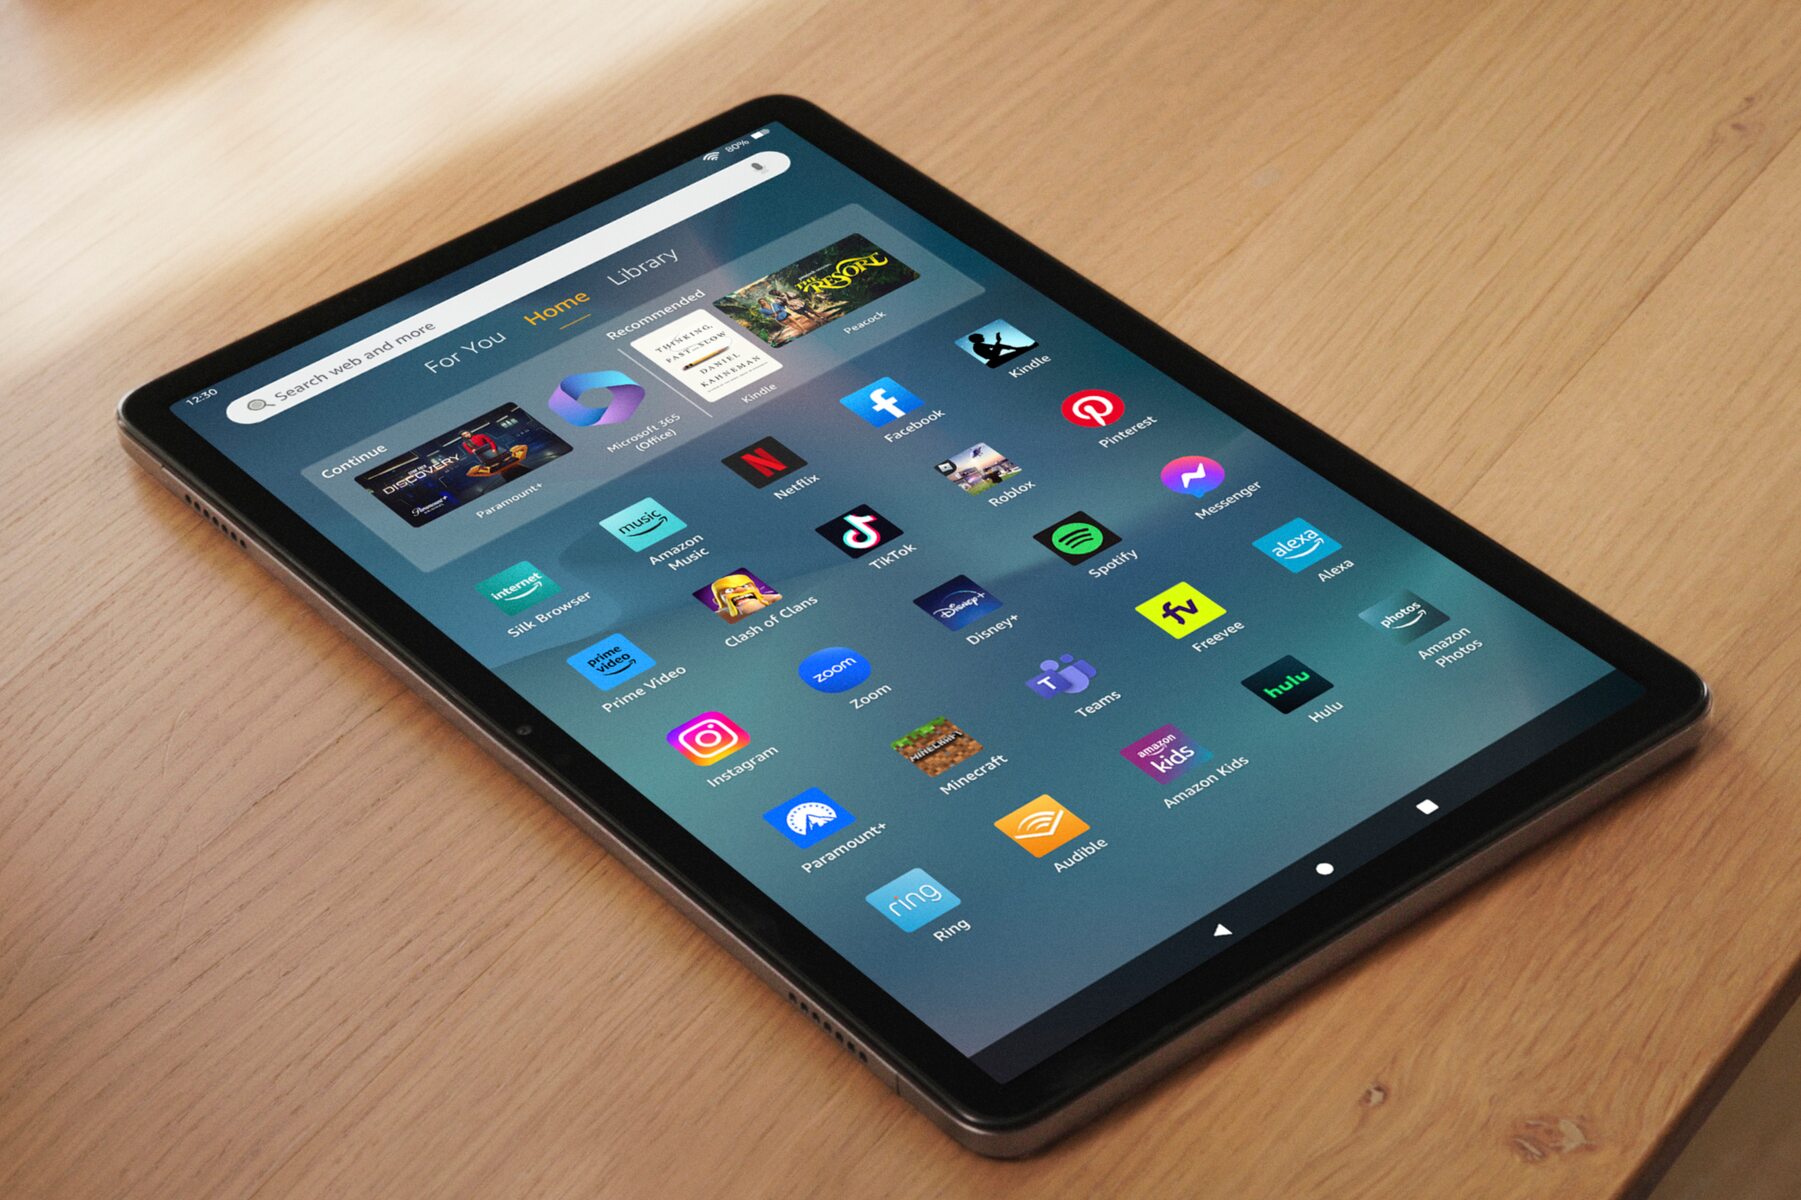 12:30
80%
Search web and more
For You
Home
Library
Continue
Recommended
DISCOVERY
Paramount+
Paramount+
Microsoft 365
(Office)
THINKING,
FAST AND SLOW
DANIEL
KAHNEMAN
Kindle
THE
RESORT
Peacock
internet
Silk Browser
music
Amazon
Music
N
Netflix
f
Facebook
Kindle
prime
video
Prime Video
Clash of Clans
TikTok
Roblox
Pinterest
Instagram
zoom
Zoom
Disney+
Disney+
Spotify
Messenger
Paramount+
MINECRAFT
Minecraft
T
Teams
fv
Freevee
alexa
Alexa
ring
Ring
Audible
amazon
kids
Amazon Kids
hulu
Hulu
photos
Amazon
Photos